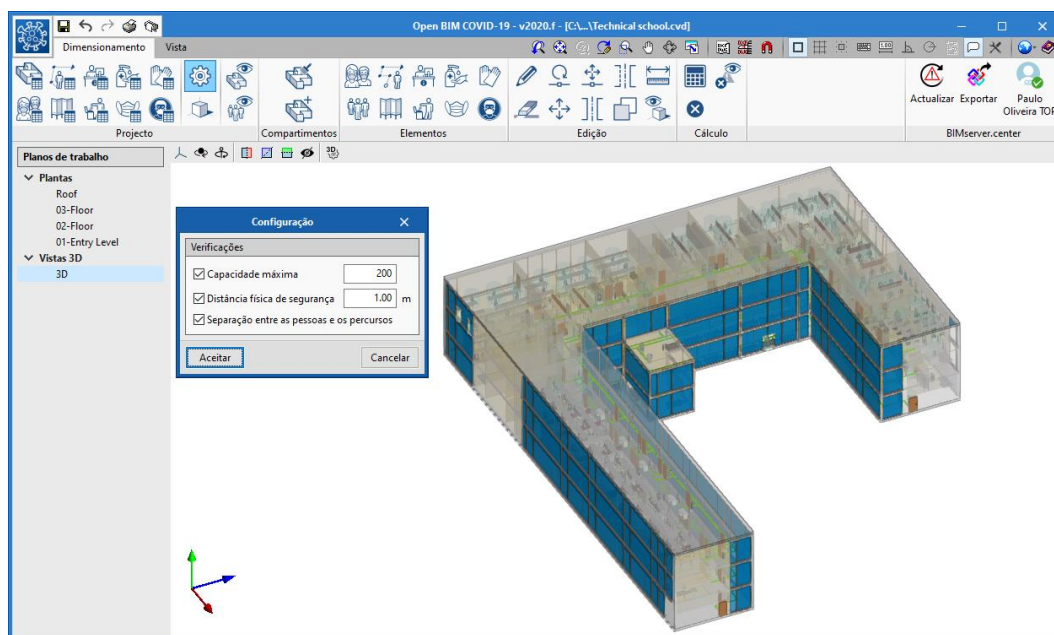 Open BIM COVID-19 - v2020.f - [C:\...\Technical school.cvd]
Dimensionamento Vista
Actualizar Exportar Paulo
Oliveira TOP
Projecto Compartimentos Elementos Edição Cálculo BIMserver.center
Planos de trabalho
3D
Plantas
Roof
03-Floor
02-Floor
01-Entry Level
Vistas 3D
3D
Configuração
Verificações
Capacidade máxima 200
Distância física de segurança 1.00 m
Separação entre as pessoas e os percursos
Aceitar Cancelar